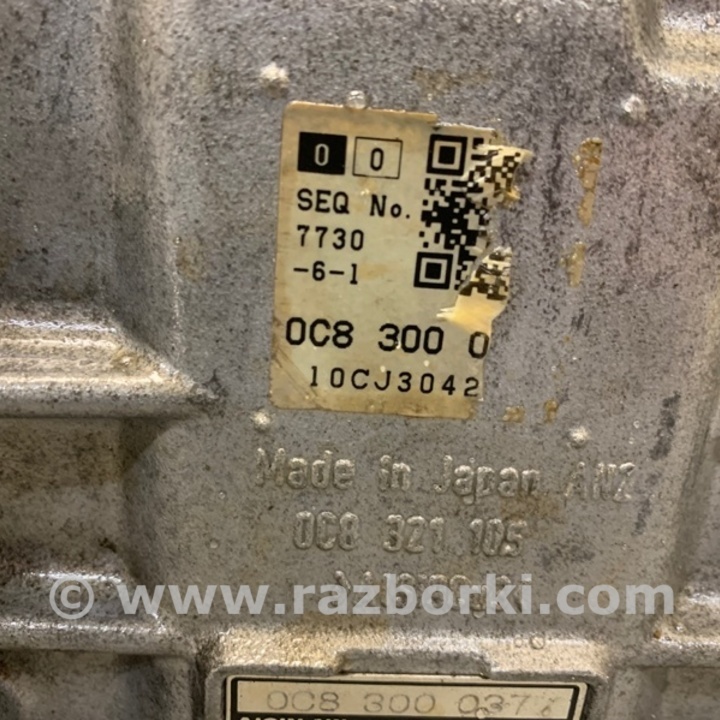 0 0
SEQ No.
7730
-6-1
0C8 300 0
10CJ3042
Made in Japan
0C8 321 105
© www.razborki.com
0C8 300 037